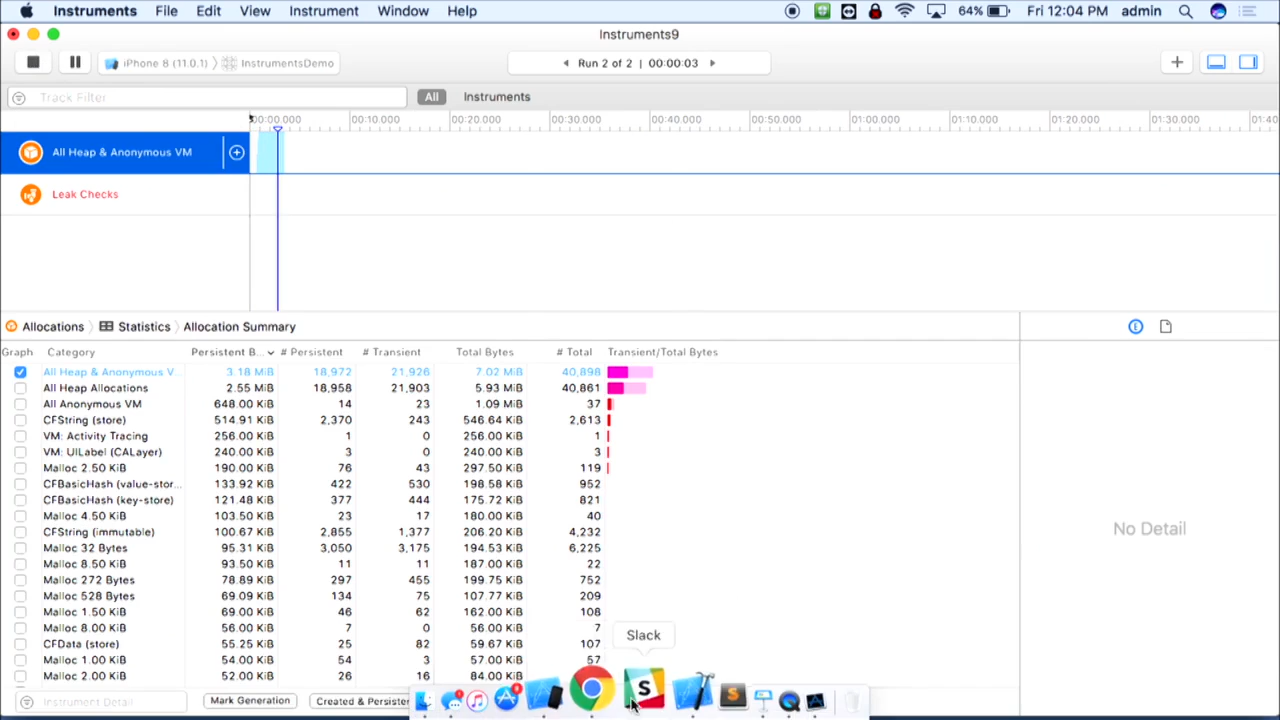 Instruments File Edit View Instrument Window Help 64% Fri 12:04 PM admin
Instruments9
iPhone 8 (11.0.1) 〉 InstrumentsDemo Run 2 of 2 | 00:00:03
Track Filter All Instruments
00:00.000 00:10.000 00:20.000 00:30.000 00:40.000 00:50.000 01:00.000 01:10.000 01:20.000 01:30.000 01:40
All Heap & Anonymous VM
Leak Checks
Allocations 〉 Statistics 〉 Allocation Summary
Graph Category Persistent B... # Persistent # Transient Total Bytes # Total Transient/Total Bytes
All Heap & Anonymous V... 3.18 MiB 18,972 21,926 7.02 MiB 40,898
All Heap Allocations 2.55 MiB 18,958 21,903 5.93 MiB 40,861
All Anonymous VM 648.00 KiB 14 23 1.09 MiB 37
CFString (store) 514.91 KiB 2,370 243 546.64 KiB 2,613
VM: Activity Tracing 256.00 KiB 1 0 256.00 KiB 1
VM: UILabel (CALayer) 240.00 KiB 3 0 240.00 KiB 3
Malloc 2.50 KiB 190.00 KiB 76 43 297.50 KiB 119
CFBasicHash (value-stor... 133.92 KiB 422 530 198.58 KiB 952
CFBasicHash (key-store) 121.48 KiB 377 444 175.72 KiB 821
Malloc 4.50 KiB 103.50 KiB 23 17 180.00 KiB 40
CFString (immutable) 100.67 KiB 2,855 1,377 206.20 KiB 4,232
Malloc 32 Bytes 95.31 KiB 3,050 3,175 194.53 KiB 6,225
Malloc 8.50 KiB 93.50 KiB 11 11 187.00 KiB 22
Malloc 272 Bytes 78.89 KiB 297 455 199.75 KiB 752
Malloc 528 Bytes 69.09 KiB 134 75 107.77 KiB 209
Malloc 1.50 KiB 69.00 KiB 46 62 162.00 KiB 108
Malloc 8.00 KiB 56.00 KiB 7 0 56.00 KiB 7
CFData (store) 55.25 KiB 25 82 59.67 KiB 107
Malloc 1.00 KiB 54.00 KiB 54 3 57.00 KiB 57
Malloc 2.00 KiB 52.00 KiB 26 16 84.00 KiB
No Detail
Slack
Instrument Detail Mark Generation Created & Persister